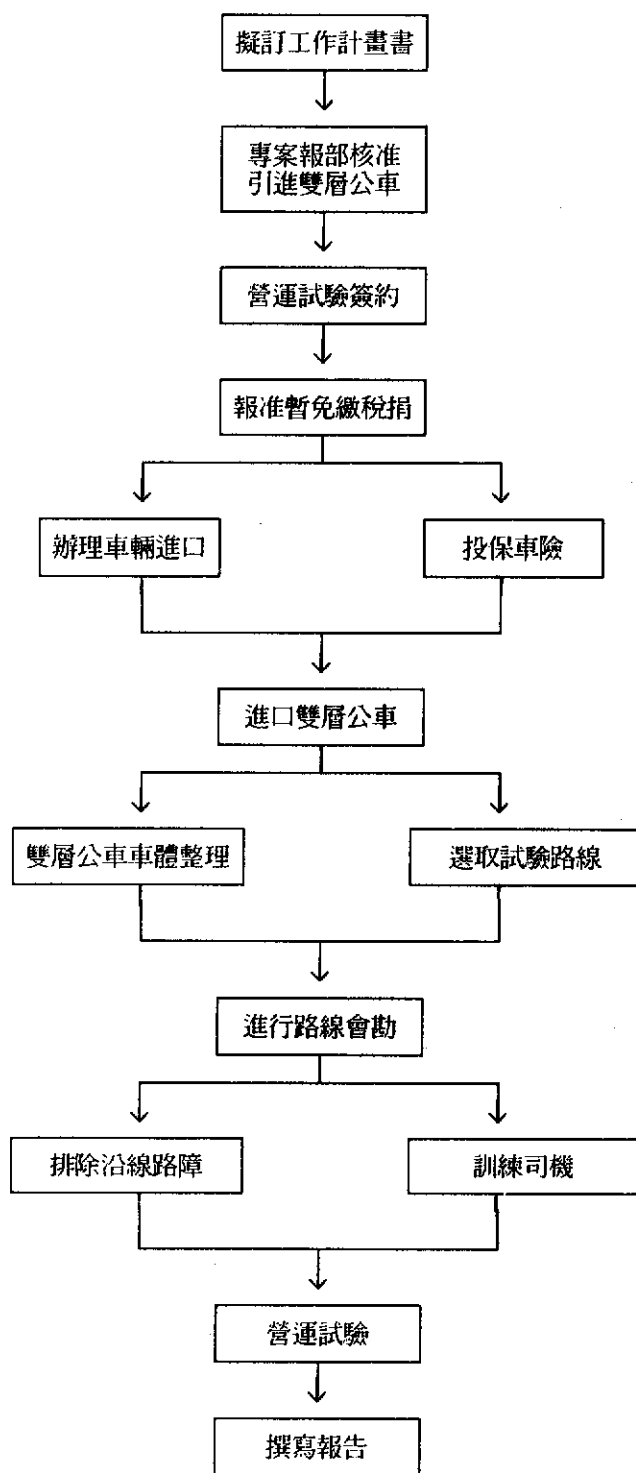 擬訂工作計畫書
專案報部核准
引進雙層公車
營運試驗簽約
報准暫免繳稅捐
辦理車輛進口
投保車險
進口雙層公車
雙層公車車體整理
選取試驗路線
進行路線會勘
排除沿線路障
訓練司機
營運試驗
撰寫報告